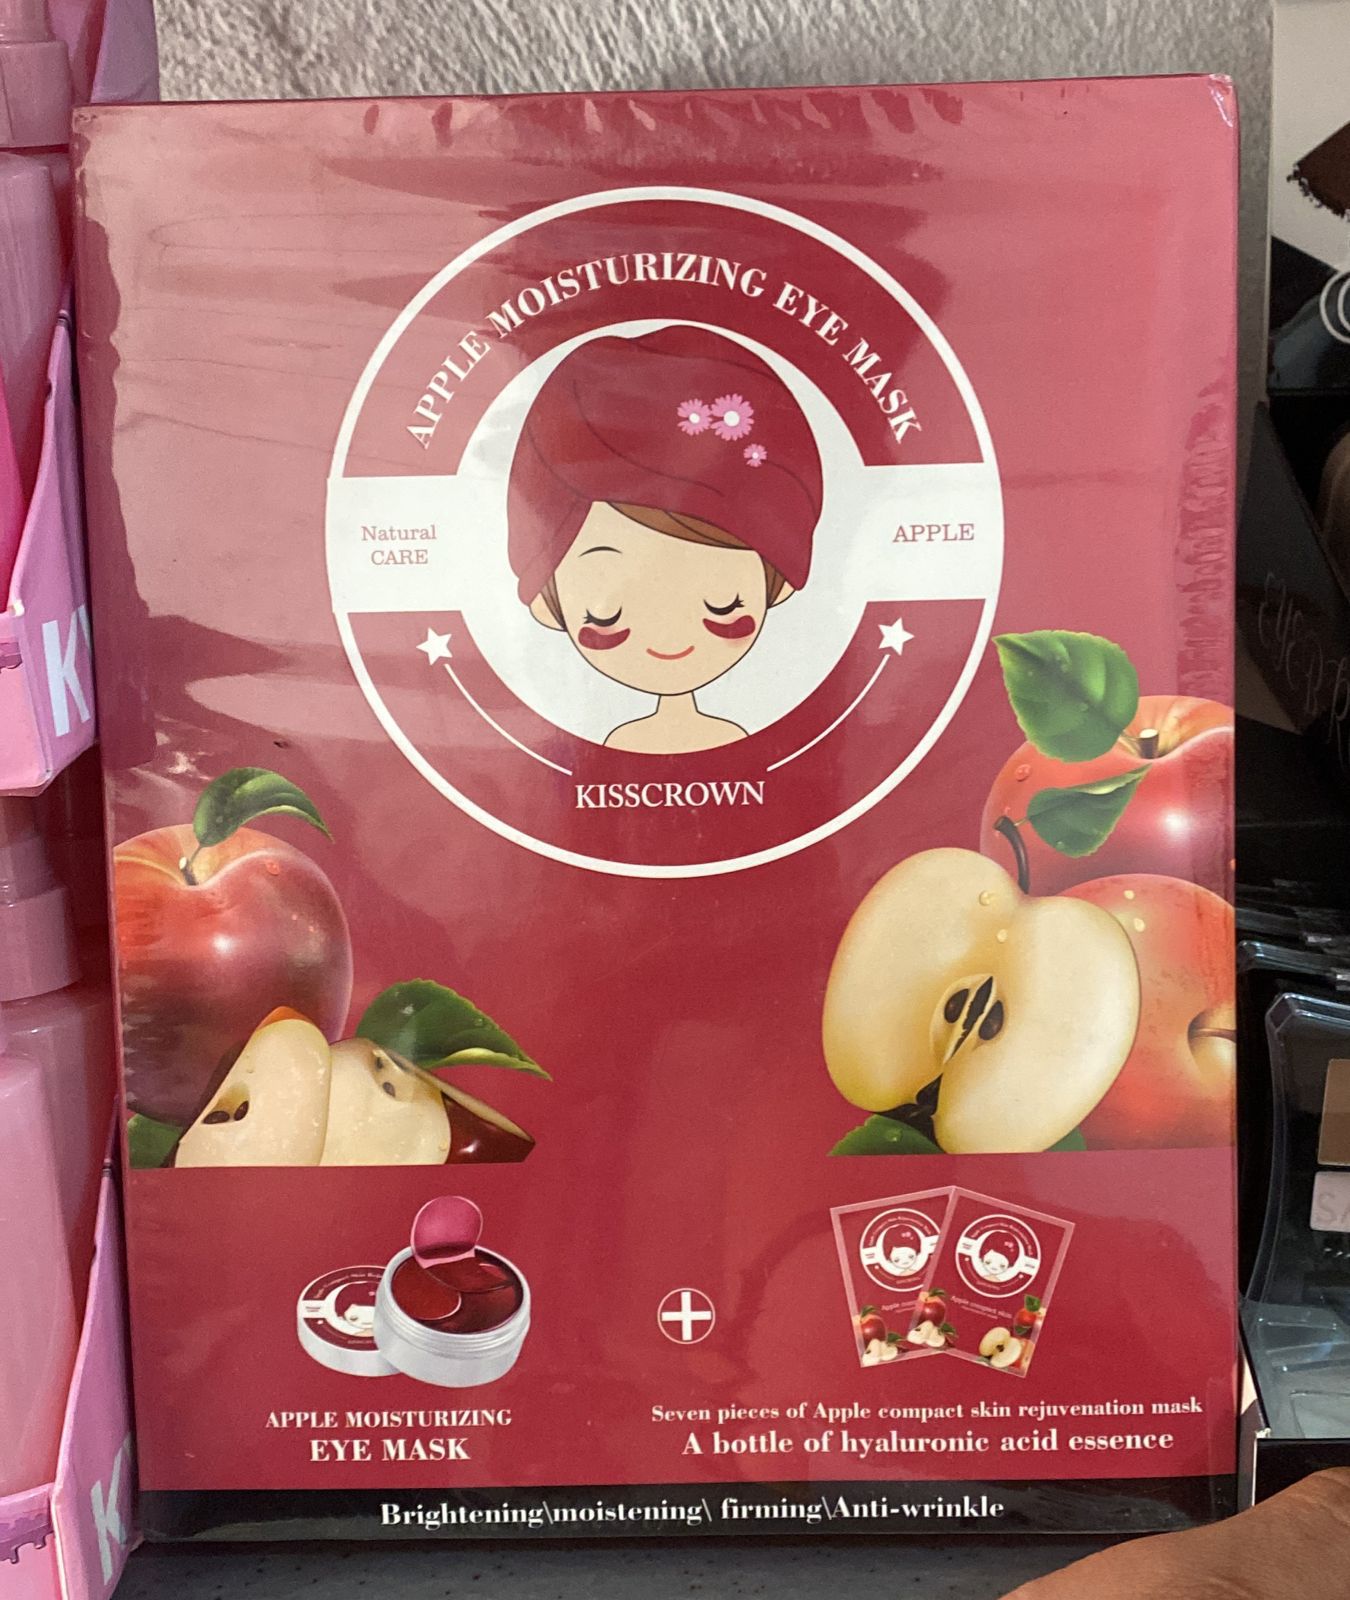 APPLE MOISTURIZING EYE MASK
Natural
CARE
APPLE
KISSCROWN
APPLE MOISTURIZING
EYE MASK
Seven pieces of Apple compact skin rejuvenation mask
A bottle of hyaluronic acid essence
Brightening\moistening\ firming\Anti-wrinkle
K
K